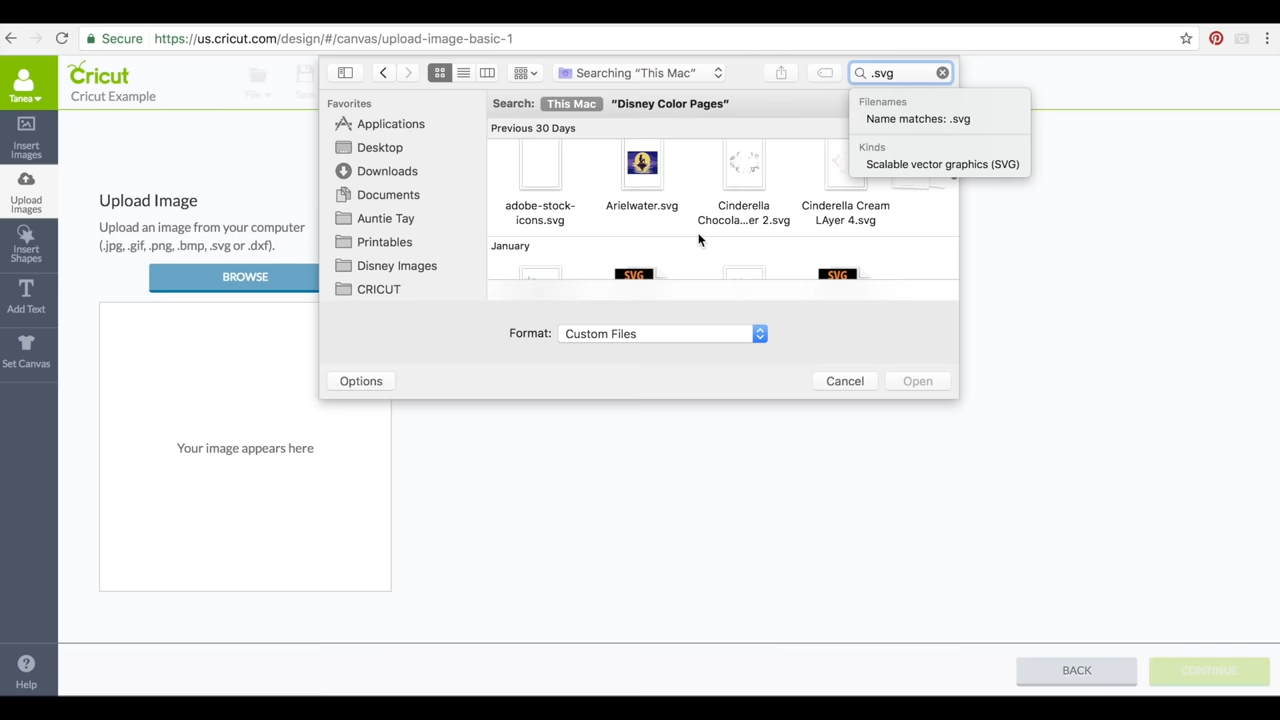 Secure https://us.cricut.com/design/#/canvas/upload-image-basic-1
Tanea
Cricut
Cricut Example
File
Searching “This Mac”
.svg
Favorites
Applications
Desktop
Downloads
Documents
Auntie Tay
Printables
Disney Images
CRICUT
Search: This Mac “Disney Color Pages”
Previous 30 Days
adobe-stock-
icons.svg
Arielwater.svg
Cinderella
Chocola...er 2.svg
Cinderella Cream
LAyer 4.svg
January
SVG
SVG
Filenames
Name matches: .svg
Kinds
Scalable vector graphics (SVG)
Format: Custom Files
Options
Cancel
Open
Insert
Images
Upload
Images
Insert
Shapes
Add Text
Set Canvas
Help
Upload Image
Upload an image from your computer
(.jpg, .gif, .png, .bmp, .svg or .dxf).
BROWSE
Your image appears here
BACK
CONTINUE